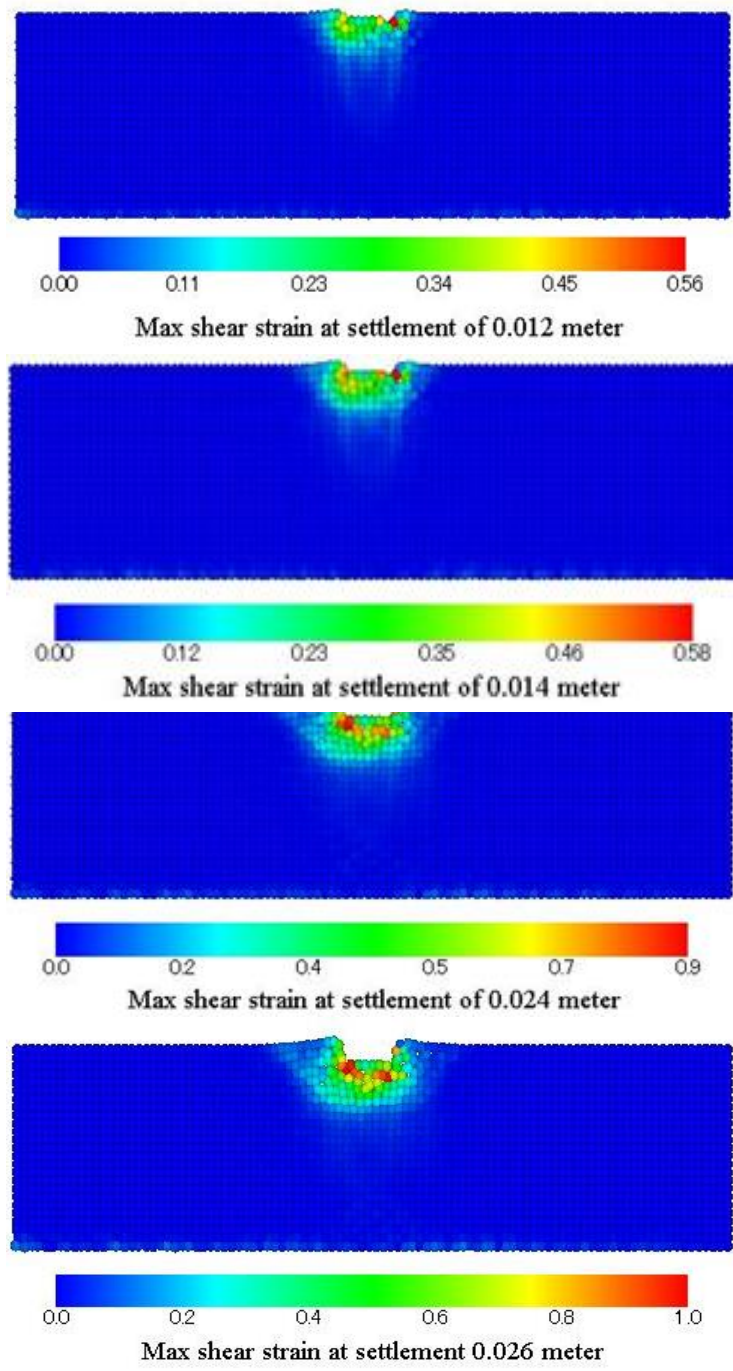 0.00 0.11 0.23 0.34 0.45 0.56
Max shear strain at settlement of 0.012 meter
0.00 0.12 0.23 0.35 0.46 0.58
Max shear strain at settlement of 0.014 meter
0.0 0.2 0.4 0.5 0.7 0.9
Max shear strain at settlement of 0.024 meter
0.0 0.2 0.4 0.6 0.8 1.0
Max shear strain at settlement 0.026 meter